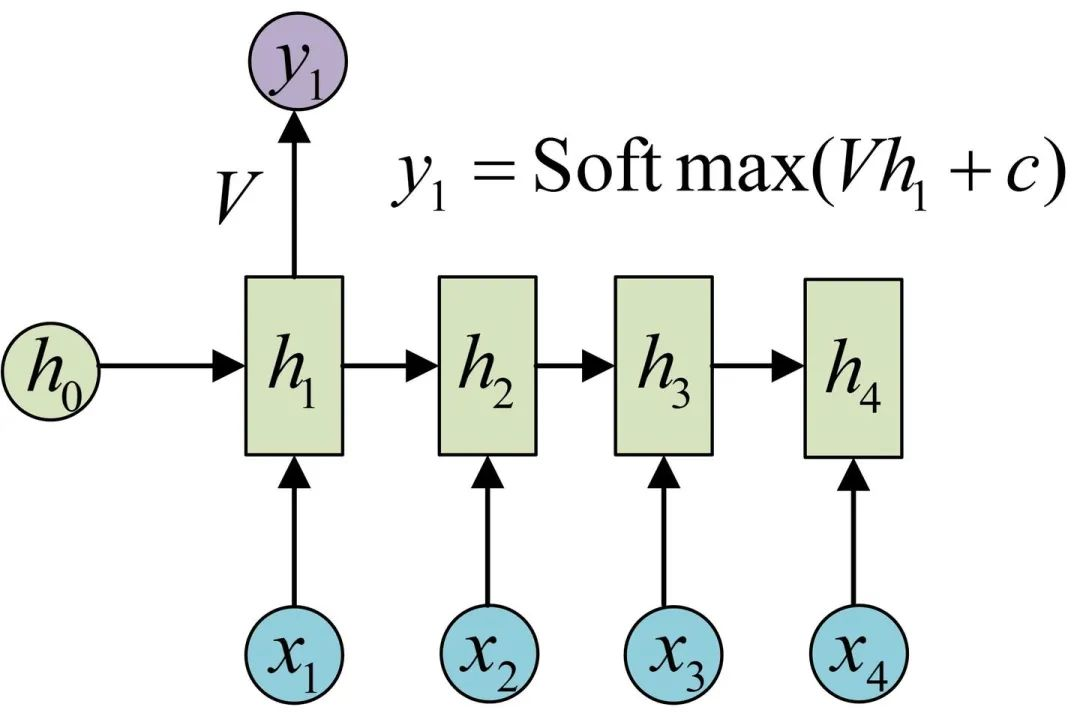 y₁
V
y₁ = Soft max(Vh₁ + c)
h₀ h₁ h₂ h₃ h₄
x₁ x₂ x₃ x₄